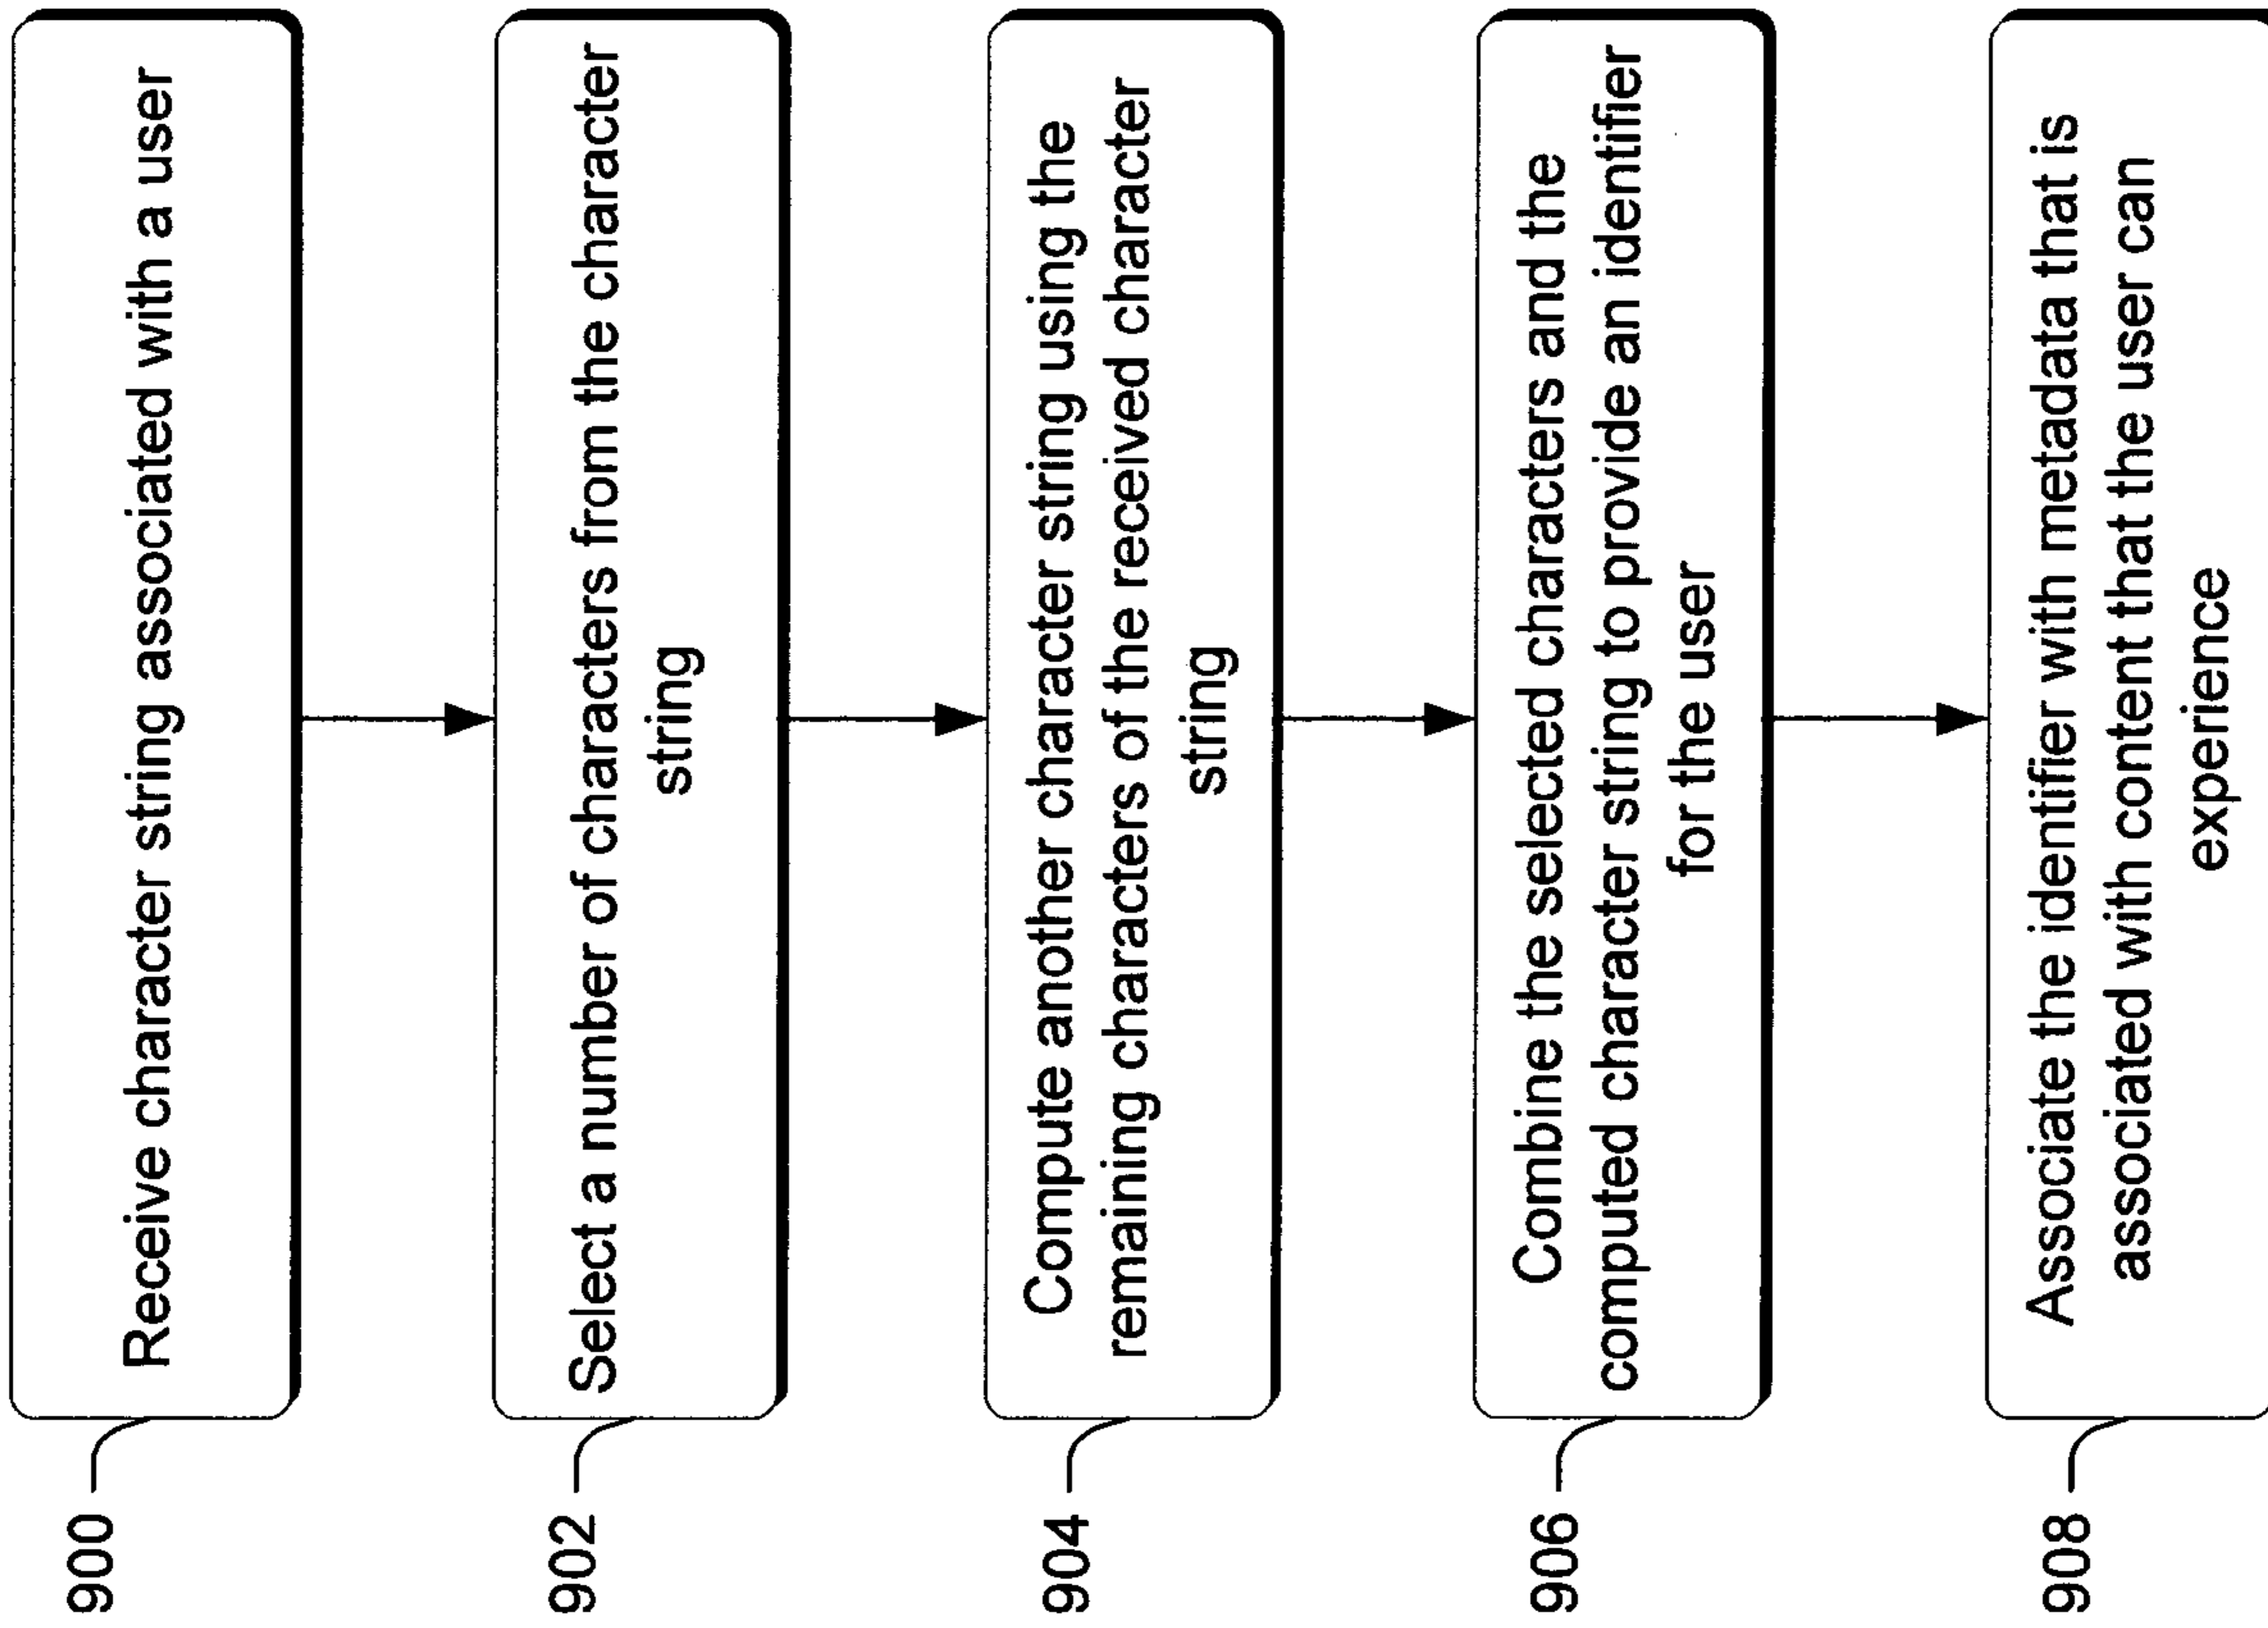 900
Receive character string associated with a user
902
Select a number of characters from the character
string
904
Compute another character string using the
remaining characters of the received character
string
906
Combine the selected characters and the
computed character string to provide an identifier
for the user
908
Associate the identifier with metadata that is
associated with content that the user can
experience